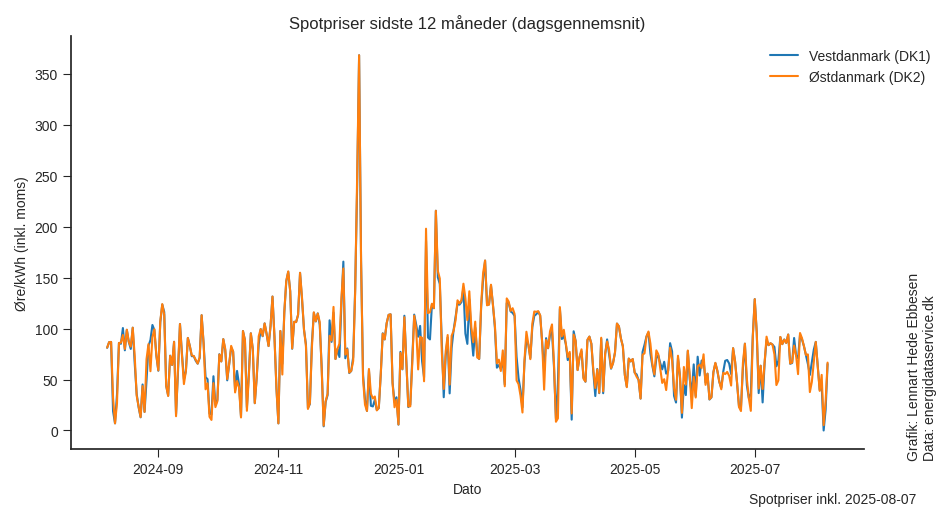 Spotpriser sidste 12 måneder (dagsgennemsnit)
Vestdanmark (DK1)
Østdanmark (DK2)
Øre/kWh (inkl. moms)
350
300
250
200
150
100
50
0
2024-09
2024-11
2025-01
2025-03
2025-05
2025-07
Dato
Grafik: Lennart Hede Ebbesen
Data: energidataservice.dk
Spotpriser inkl. 2025-08-07